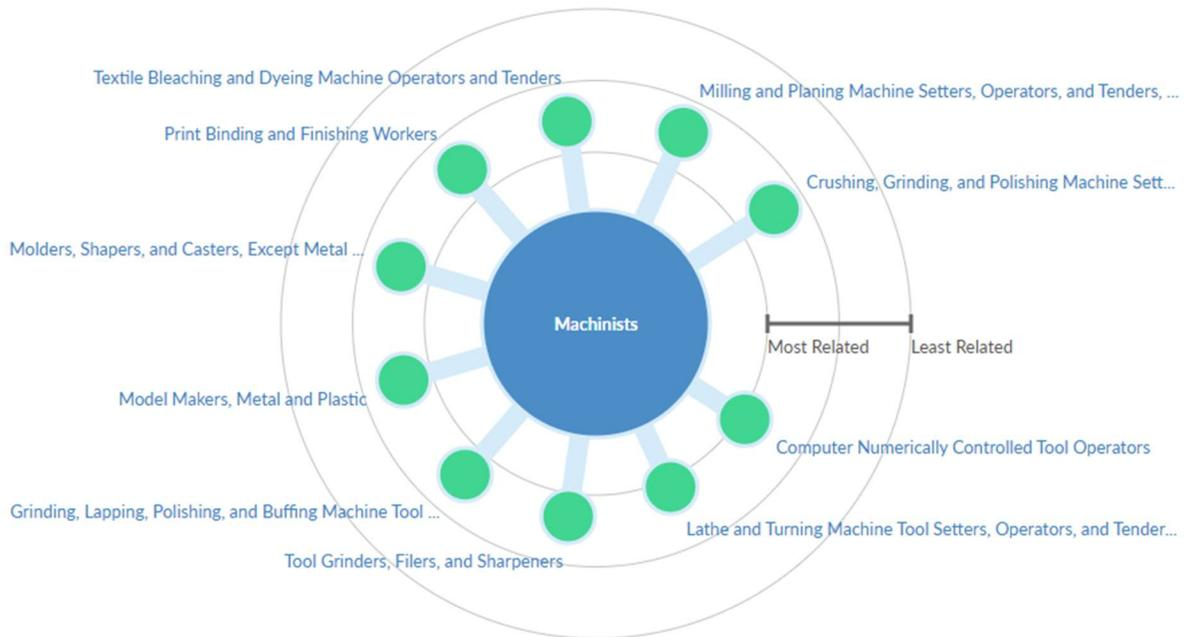 Textile Bleaching and Dyeing Machine Operators and Tenders
Milling and Planing Machine Setters, Operators, and Tenders, ...
Print Binding and Finishing Workers
Crushing, Grinding, and Polishing Machine Sett...
Molders, Shapers, and Casters, Except Metal ...
Machinists
Most Related
Least Related
Model Makers, Metal and Plastic
Computer Numerically Controlled Tool Operators
Grinding, Lapping, Polishing, and Buffing Machine Tool ...
Lathe and Turning Machine Tool Setters, Operators, and Tender...
Tool Grinders, Filers, and Sharpeners